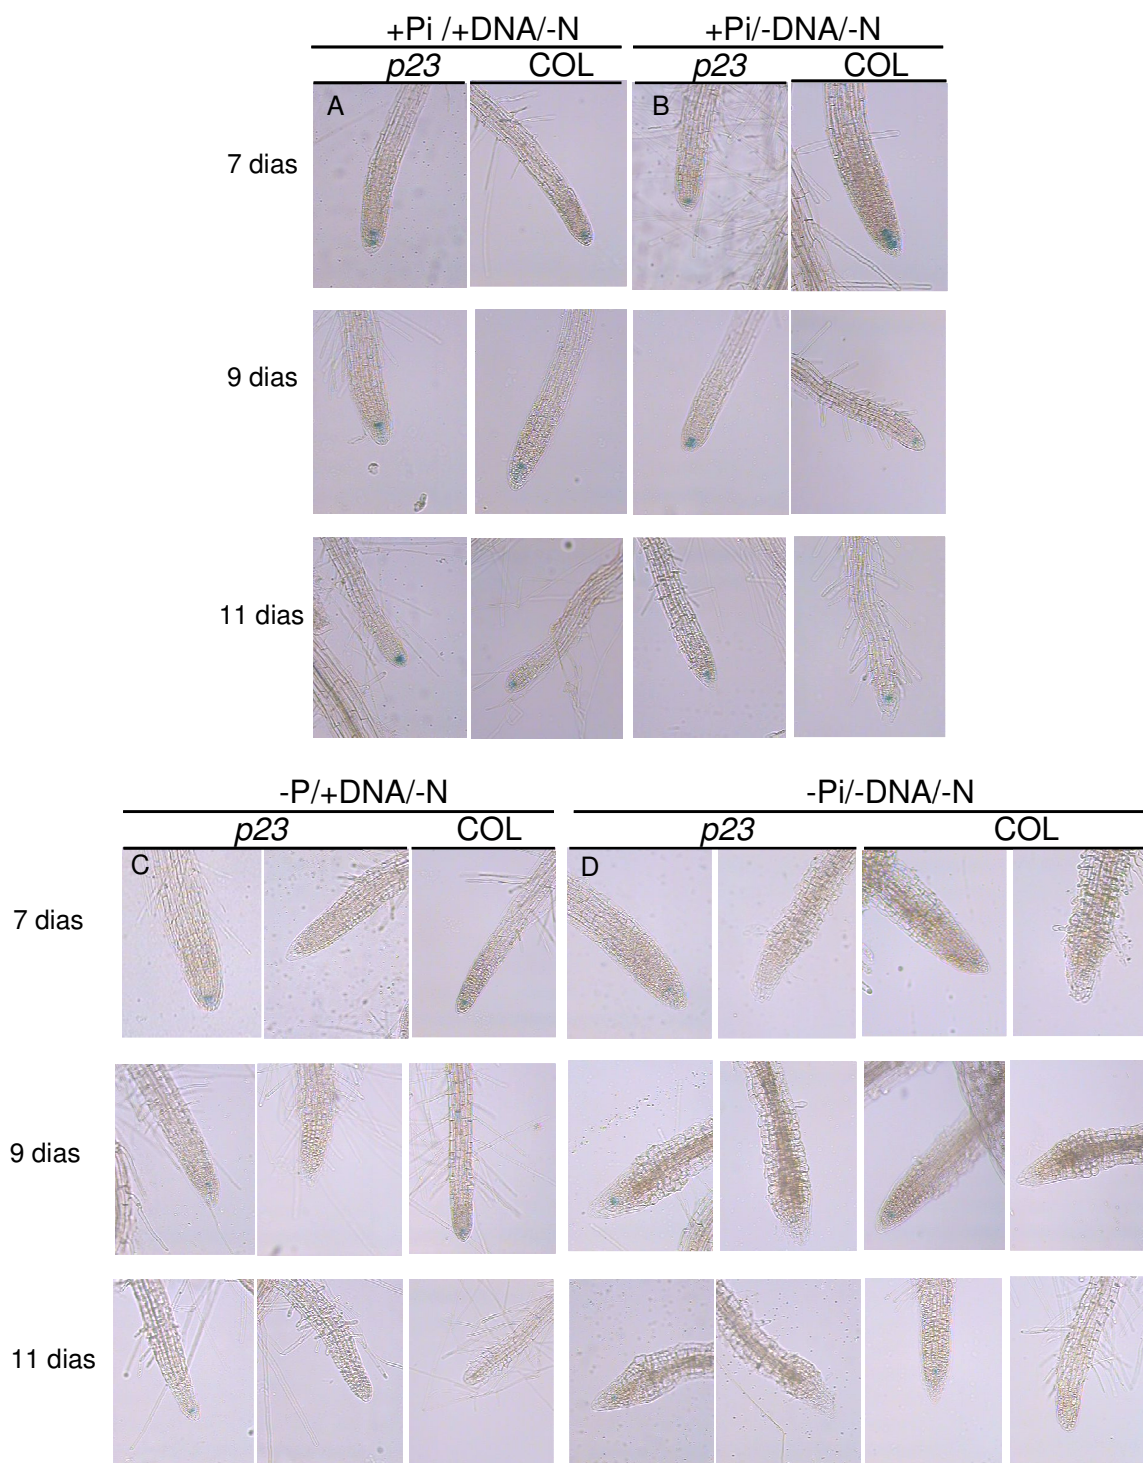 +Pi /+DNA/-N +Pi/-DNA/-N
p23 COL p23 COL
A B
7 dias
9 dias
11 dias
-P/+DNA/-N -Pi/-DNA/-N
p23 COL p23 COL
C D
7 dias
9 dias
11 dias